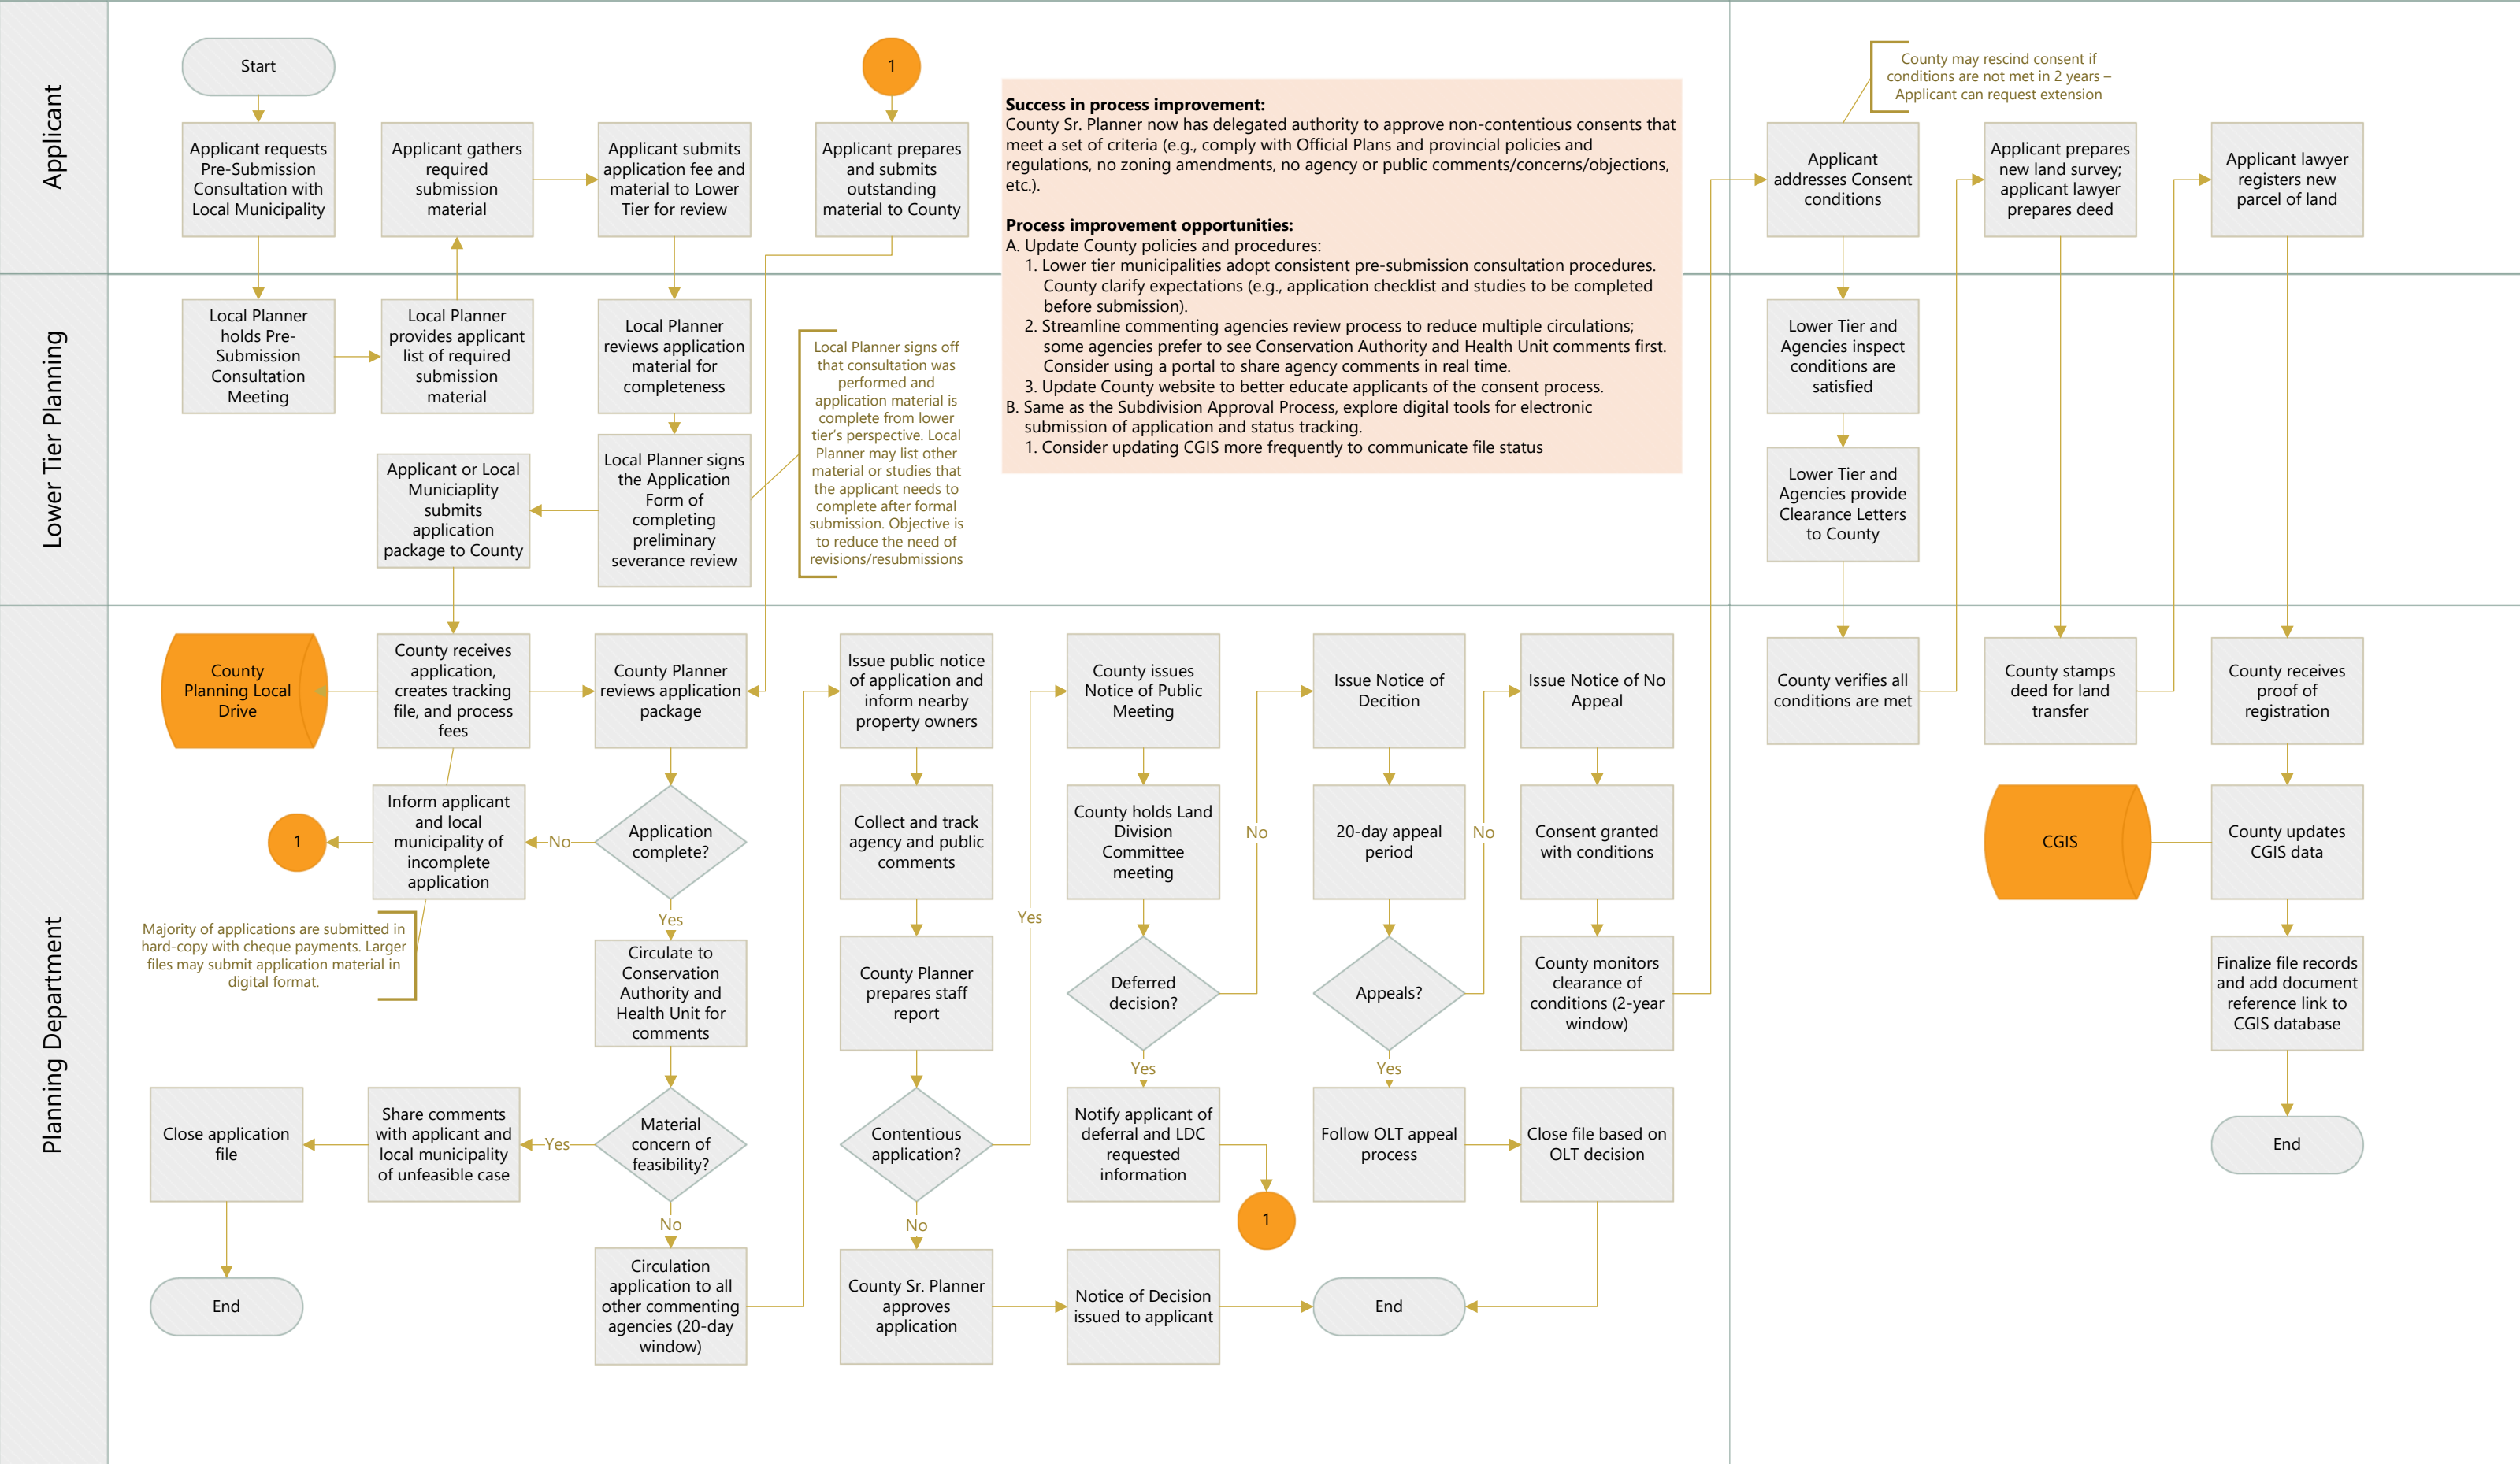 Applicant
Start
1
Applicant requests
Pre-Submission
Consultation with
Local Municipality
Applicant gathers
required
submission
material
Applicant submits
application fee and
material to Lower
Tier for review
Applicant prepares
and submits
outstanding
material to County
Success in process improvement:
County Sr. Planner now has delegated authority to approve non-contentious consents that
meet a set of criteria (e.g., comply with Official Plans and provincial policies and
regulations, no zoning amendments, no agency or public comments/concerns/objections,
etc.).
Process improvement opportunities:
A. Update County policies and procedures:
1. Lower tier municipalities adopt consistent pre-submission consultation procedures.
County clarify expectations (e.g., application checklist and studies to be completed
before submission).
2. Streamline commenting agencies review process to reduce multiple circulations;
some agencies prefer to see Conservation Authority and Health Unit comments first.
Consider using a portal to share agency comments in real time.
3. Update County website to better educate applicants of the consent process.
B. Same as the Subdivision Approval Process, explore digital tools for electronic
submission of application and status tracking.
1. Consider updating CGIS more frequently to communicate file status
County may rescind consent if
conditions are not met in 2 years –
Applicant can request extension
Applicant
addresses Consent
conditions
Applicant prepares
new land survey;
applicant lawyer
prepares deed
Applicant lawyer
registers new
parcel of land
Lower Tier Planning
Local Planner
holds Pre-
Submission
Consultation
Meeting
Local Planner
provides applicant
list of required
submission
material
Local Planner
reviews application
material for
completeness
Local Planner signs off
that consultation was
performed and
application material is
complete from lower
tier’s perspective. Local
Planner may list other
material or studies that
the applicant needs to
complete after formal
submission. Objective is
to reduce the need of
revisions/resubmissions
Applicant or Local
Municiaplity
submits
application
package to County
Local Planner signs
the Application
Form of
completing
preliminary
severance review
Lower Tier and
Agencies inspect
conditions are
satisfied
Lower Tier and
Agencies provide
Clearance Letters
to County
Planning Department
County
Planning Local
Drive
County receives
application,
creates tracking
file, and process
fees
County Planner
reviews application
package
Issue public notice
of application and
inform nearby
property owners
County issues
Notice of Public
Meeting
Issue Notice of
Decition
Issue Notice of No
Appeal
County verifies all
conditions are met
County stamps
deed for land
transfer
County receives
proof of
registration
1
Inform applicant
and local
municipality of
incomplete
application
No
Application
complete?
Collect and track
agency and public
comments
County holds Land
Division
Committee
meeting
No
20-day appeal
period
No
Consent granted
with conditions
CGIS
County updates
CGIS data
Majority of applications are submitted in
hard-copy with cheque payments. Larger
files may submit application material in
digital format.
Yes
Yes
Circulate to
Conservation
Authority and
Health Unit for
comments
County Planner
prepares staff
report
Deferred
decision?
Appeals?
County monitors
clearance of
conditions (2-year
window)
Finalize file records
and add document
reference link to
CGIS database
Yes
Yes
Close application
file
Share comments
with applicant and
local municipality
of unfeasible case
Yes
Material
concern of
feasibility?
Contentious
application?
Notify applicant of
deferral and LDC
requested
information
Follow OLT appeal
process
Close file based on
OLT decision
End
No
No
1
End
Circulation
application to all
other commenting
agencies (20-day
window)
County Sr. Planner
approves
application
Notice of Decision
issued to applicant
End